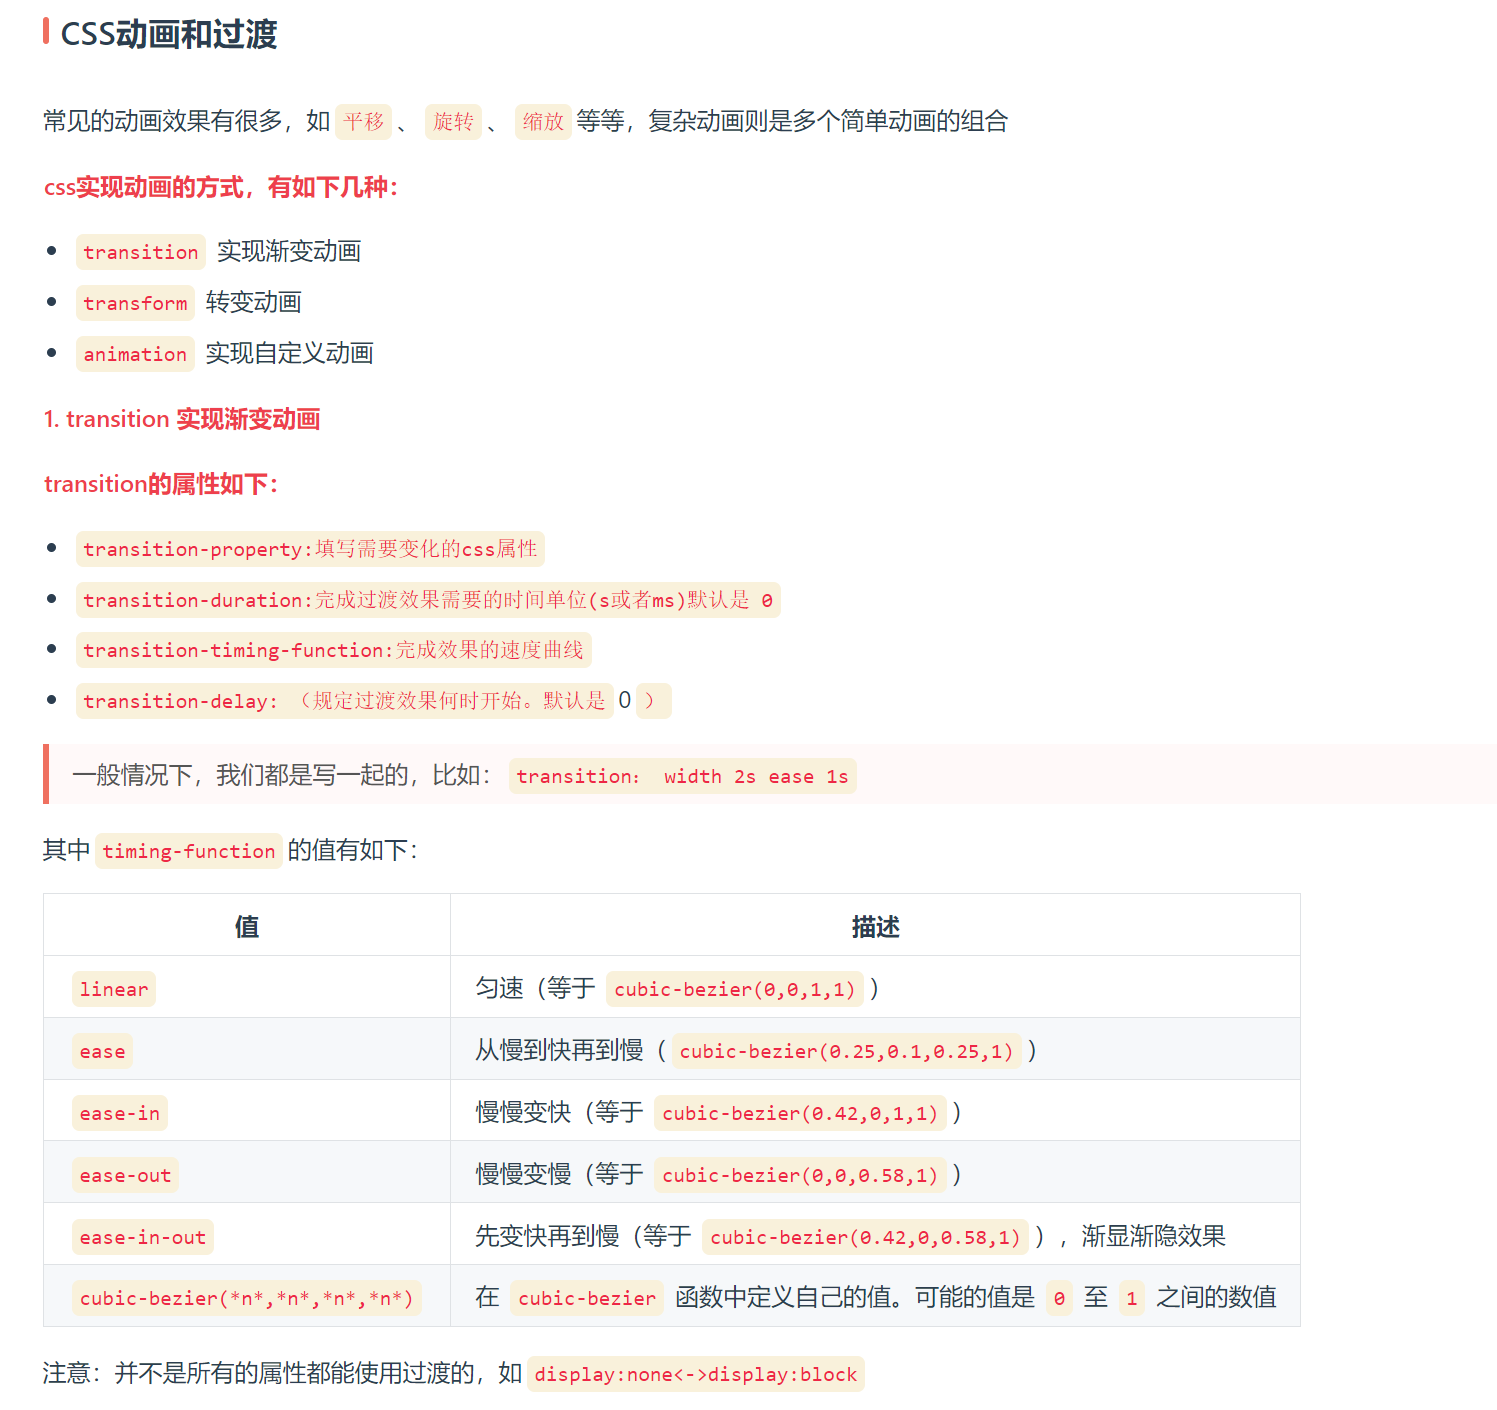 CSS动画和过渡
常见的动画效果有很多，如 平移 、 旋转 、 缩放 等等，复杂动画则是多个简单动画的组合
css实现动画的方式，有如下几种：
transition 实现渐变动画
transform 转变动画
animation 实现自定义动画
1. transition 实现渐变动画
transition的属性如下：
transition-property:填写需要变化的css属性
transition-duration:完成过渡效果需要的时间单位(s或者ms)默认是 0
transition-timing-function:完成效果的速度曲线
transition-delay: （规定过渡效果何时开始。默认是 0 ）
一般情况下，我们都是写一起的，比如： transition： width 2s ease 1s
其中 timing-function 的值有如下：
值 描述
linear 匀速（等于 cubic-bezier(0,0,1,1) ）
ease 从慢到快再到慢（ cubic-bezier(0.25,0.1,0.25,1) ）
ease-in 慢慢变快（等于 cubic-bezier(0.42,0,1,1) ）
ease-out 慢慢变慢（等于 cubic-bezier(0,0,0.58,1) ）
ease-in-out 先变快再到慢（等于 cubic-bezier(0.42,0,0.58,1) ），渐显渐隐效果
cubic-bezier(*n*,*n*,*n*,*n*) 在 cubic-bezier 函数中定义自己的值。可能的值是 0 至 1 之间的数值
注意：并不是所有的属性都能使用过渡的，如 display:none<->display:block